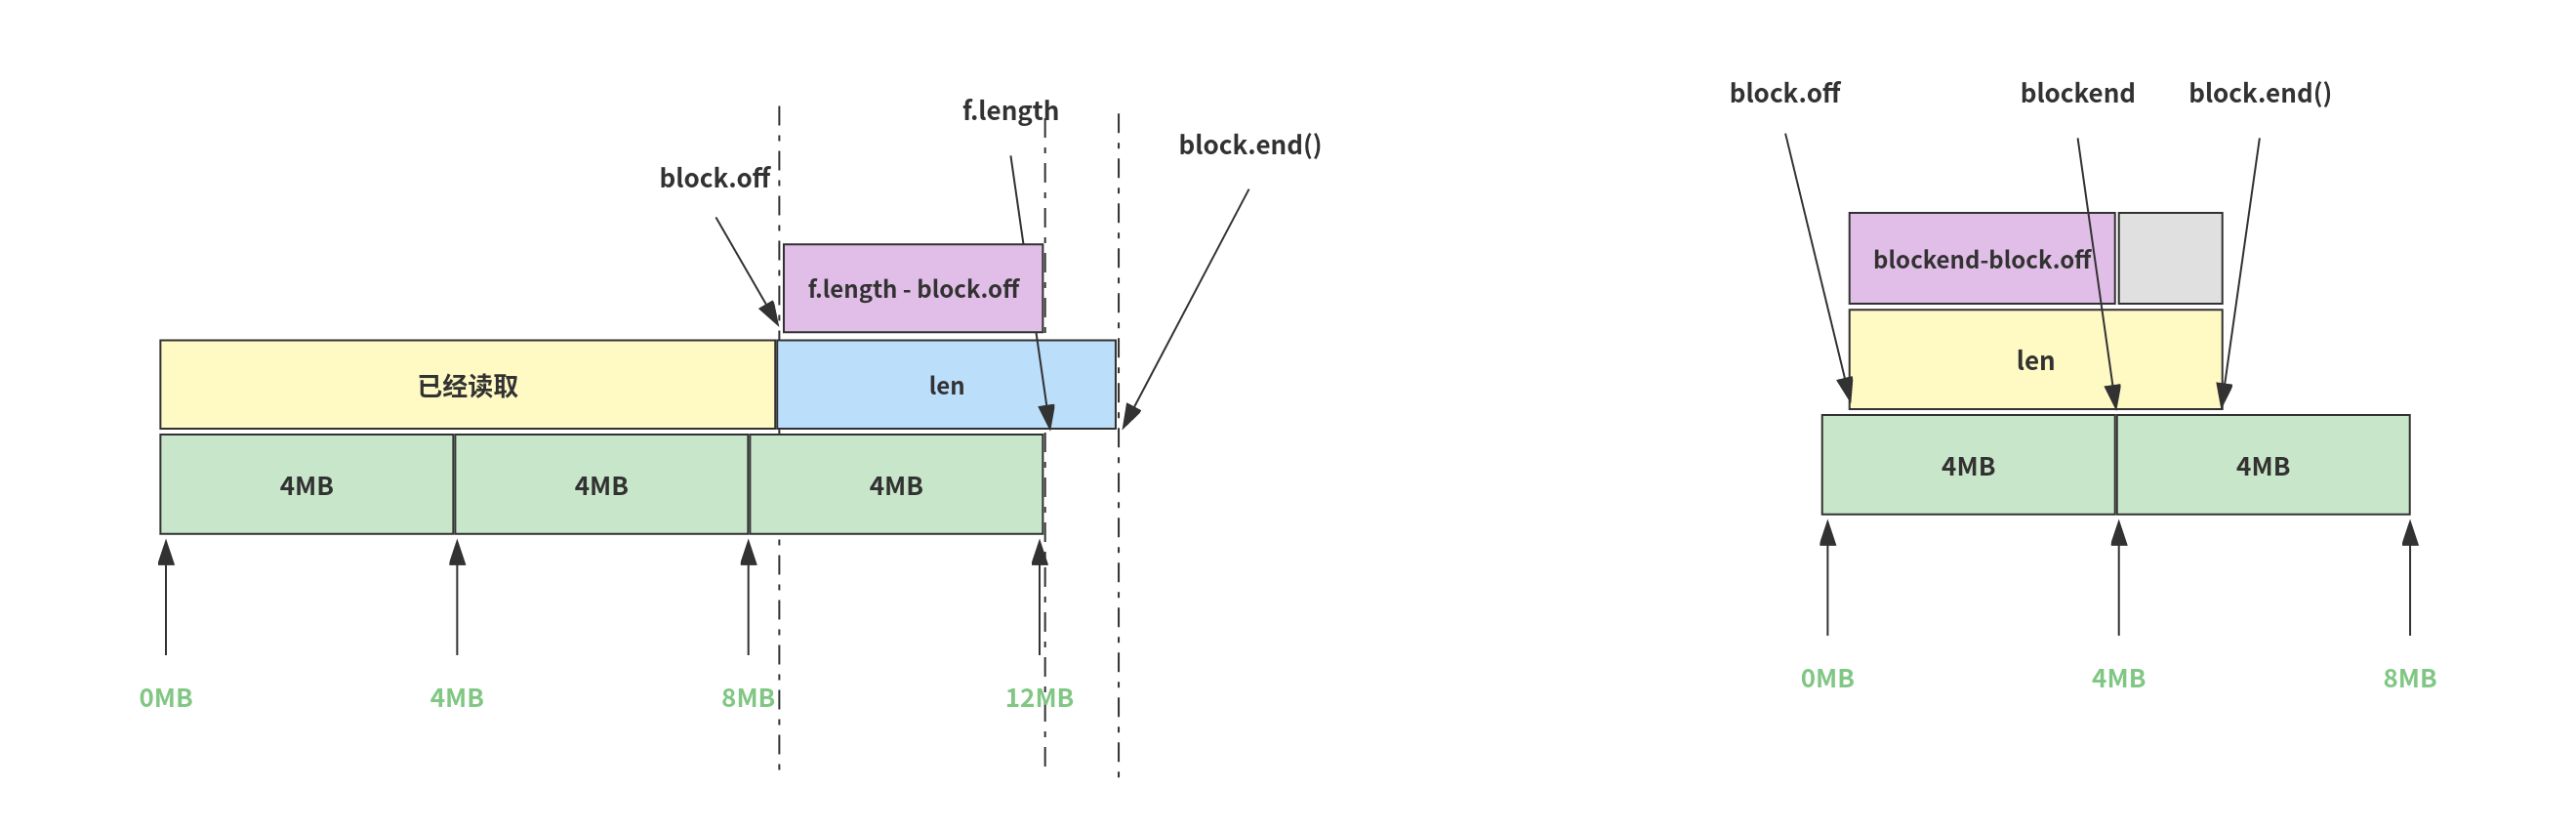 f.length
block.off
block.end()
f.length - block.off
已经读取
len
4MB
4MB
4MB
0MB
4MB
8MB
12MB
block.off
blockend
block.end()
blockend-block.off
len
4MB
4MB
0MB
4MB
8MB